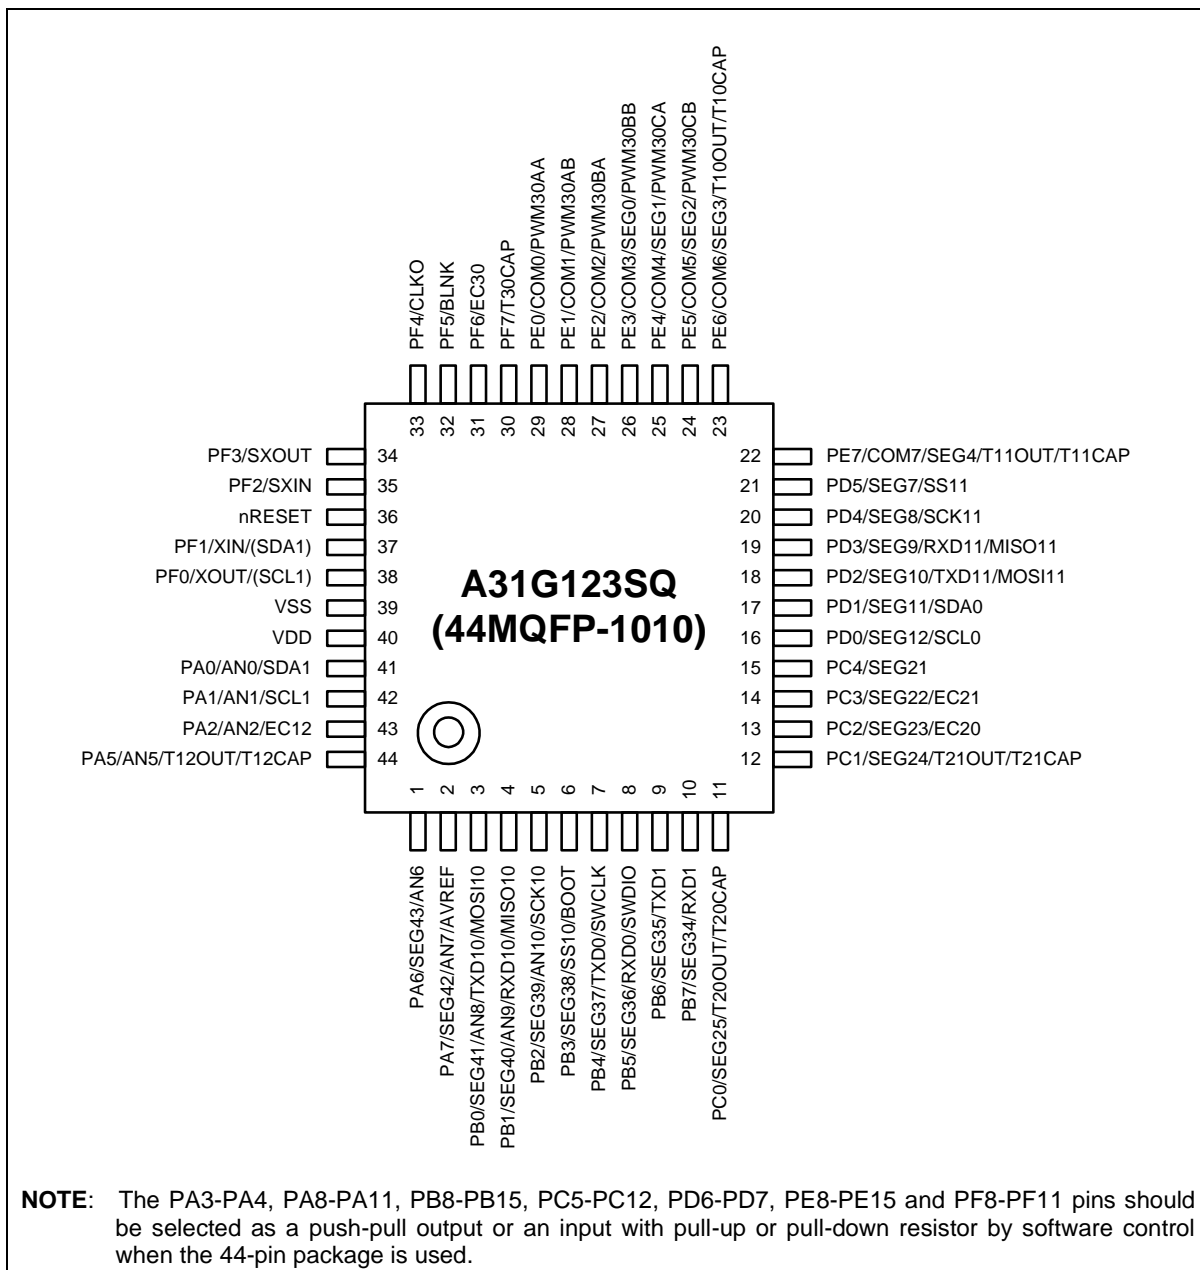 PF4/CLKO
PF5/BLNK
PF6/EC30
PF7/T30CAP
PE0/COM0/PWM30AA
PE1/COM1/PWM30AB
PE2/COM2/PWM30BA
PE3/COM3/SEG0/PWM30BB
PE4/COM4/SEG1/PWM30CA
PE5/COM5/SEG2/PWM30CB
PE6/COM6/SEG3/T10OUT/T10CAP
33 32 31 30 29 28 27 26 25 24 23
PF3/SXOUT 34
PF2/SXIN 35
nRESET 36
PF1/XIN/(SDA1) 37
PF0/XOUT/(SCL1) 38
VSS 39
VDD 40
PA0/AN0/SDA1 41
PA1/AN1/SCL1 42
PA2/AN2/EC12 43
PA5/AN5/T12OUT/T12CAP 44
A31G123SQ
(44MQFP-1010)
22 PE7/COM7/SEG4/T11OUT/T11CAP
21 PD5/SEG7/SS11
20 PD4/SEG8/SCK11
19 PD3/SEG9/RXD11/MISO11
18 PD2/SEG10/TXD11/MOSI11
17 PD1/SEG11/SDA0
16 PD0/SEG12/SCL0
15 PC4/SEG21
14 PC3/SEG22/EC21
13 PC2/SEG23/EC20
12 PC1/SEG24/T21OUT/T21CAP
1 2 3 4 5 6 7 8 9 10 11
PA6/SEG43/AN6
PA7/SEG42/AN7/AVREF
PB0/SEG41/AN8/TXD10/MOSI10
PB1/SEG40/AN9/RXD10/MISO10
PB2/SEG39/AN10/SCK10
PB3/SEG38/SS10/BOOT
PB4/SEG37/TXD0/SWCLK
PB5/SEG36/RXD0/SWDIO
PB6/SEG35/TXD1
PB7/SEG34/RXD1
PC0/SEG25/T20OUT/T20CAP
NOTE: The PA3-PA4, PA8-PA11, PB8-PB15, PC5-PC12, PD6-PD7, PE8-PE15 and PF8-PF11 pins should
be selected as a push-pull output or an input with pull-up or pull-down resistor by software control
when the 44-pin package is used.